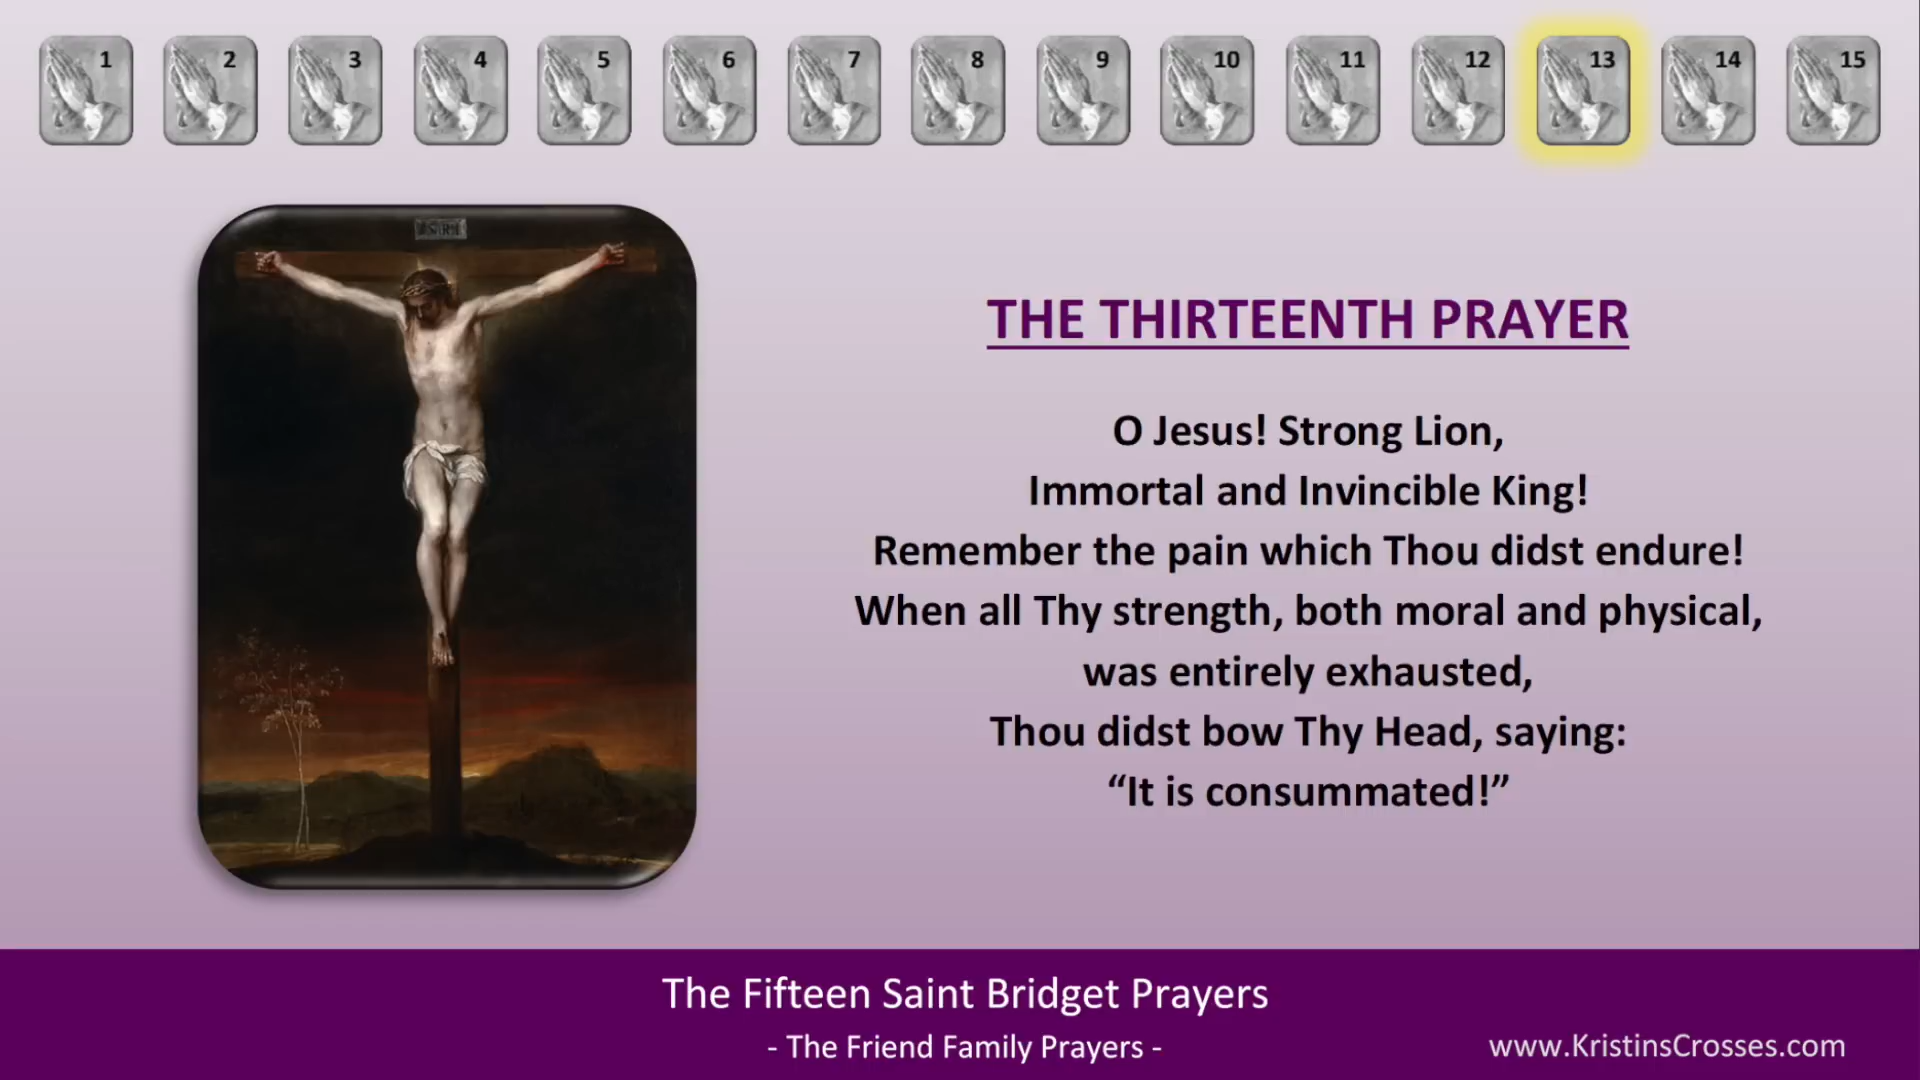 1 2 3 4 5 6 7 8 9 10 11 12 13 14 15
THE THIRTEENTH PRAYER
O Jesus! Strong Lion,
Immortal and Invincible King!
Remember the pain which Thou didst endure!
When all Thy strength, both moral and physical,
was entirely exhausted,
Thou didst bow Thy Head, saying:
“It is consummated!”
The Fifteen Saint Bridget Prayers
- The Friend Family Prayers -
www.KristinsCrosses.com